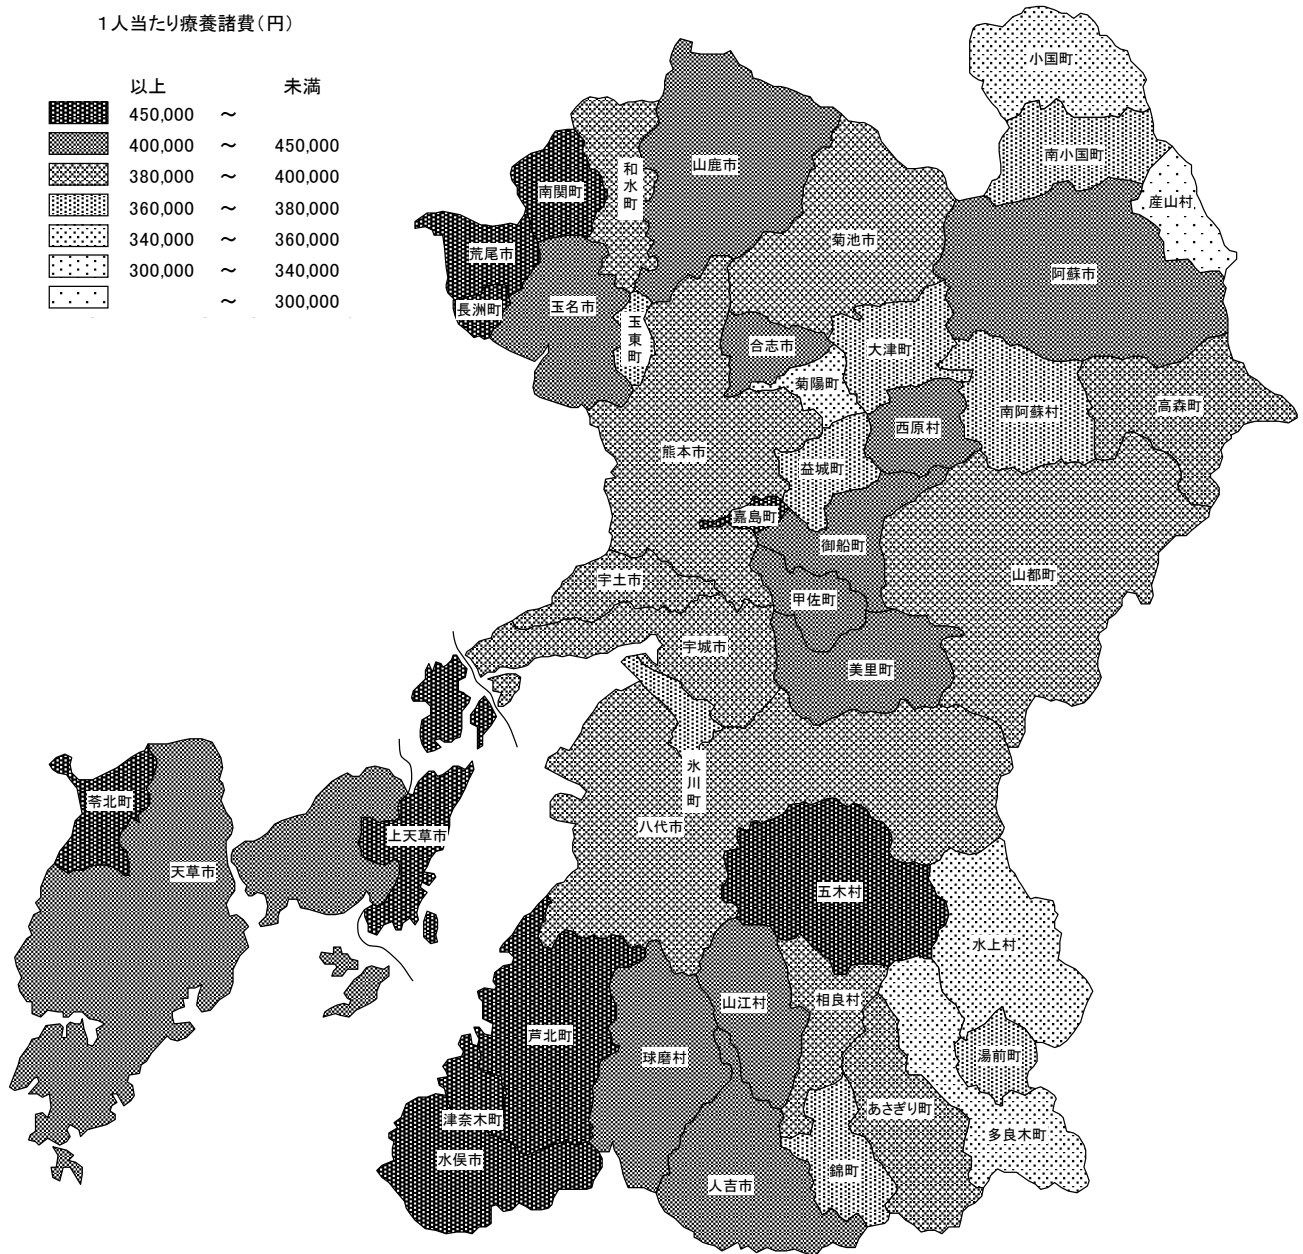 1人当たり療養諸費(円)
以上 未満
450,000 ～
400,000 ～ 450,000
380,000 ～ 400,000
360,000 ～ 380,000
340,000 ～ 360,000
300,000 ～ 340,000
～ 300,000
小国町
南小国町
産山村
山鹿市
和水町
南関町
荒尾市
長洲町
玉名市
玉東町
菊池市
阿蘇市
合志市
大津町
菊陽町
南阿蘇村
高森町
西原村
熊本市
益城町
嘉島町
御船町
山都町
宇土市
甲佐町
宇城市
美里町
氷川町
八代市
苓北町
上天草市
天草市
五木村
水上村
山江村
相良村
芦北町
球磨村
湯前町
あさぎり町
津奈木町
多良木町
水俣市
錦町
人吉市